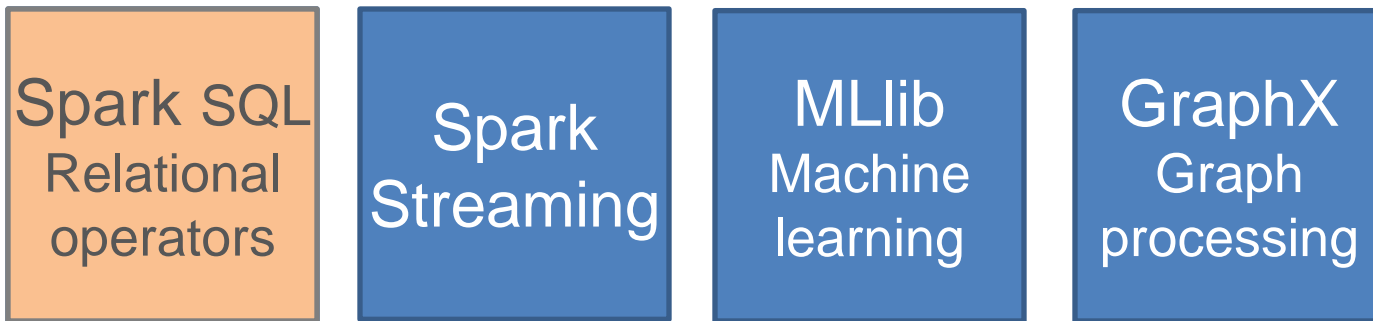 Spark SQL
Relational
operators
Spark
Streaming
MLlib
Machine
learning
GraphX
Graph
processing